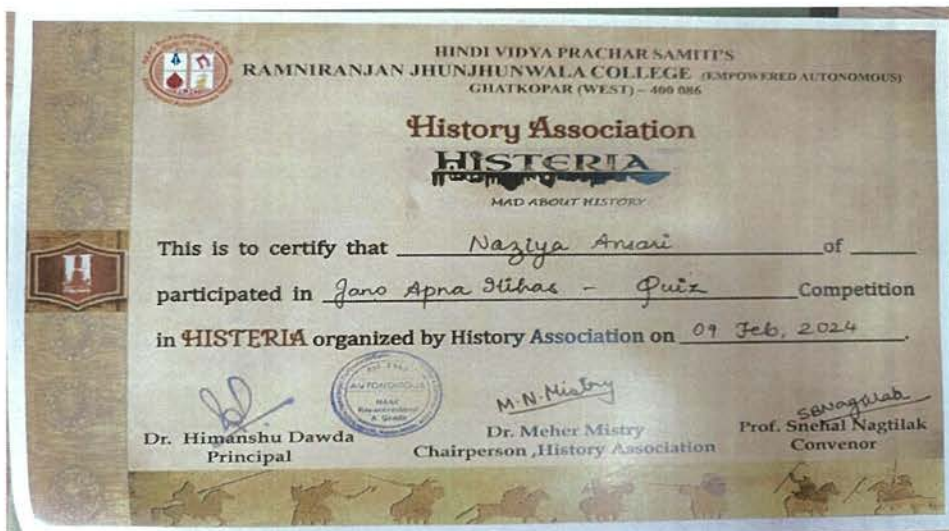 HINDI VIDYA PRACHAR SAMITI'S
RAMNIRANJAN JHUNJHUNWALA COLLEGE (EMPOWERED AUTONOMOUS)
GHATKOPAR (WEST) – 400 086
History Association
HISTERIA
MAD ABOUT HISTORY
This is to certify that Naziya Ansari of
participated in Jano Apna Itihas - Quiz Competition
in HISTERIA organized by History Association on 09 Feb, 2024.
AUTONOMOUS
NAAC
A Grade
M.N.Mistry
Dr. Himanshu Dawda
Principal
Dr. Meher Mistry
Chairperson ,History Association
Prof. Snehal Nagtilak
Convenor
H